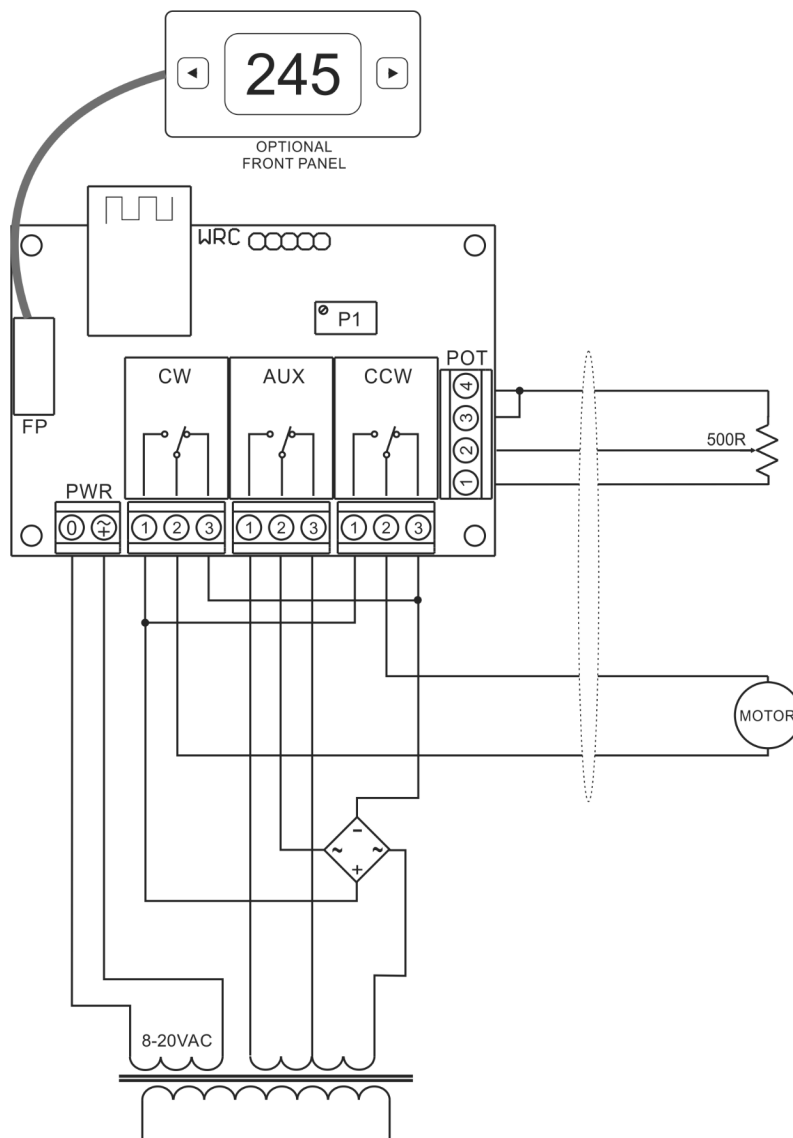 245
OPTIONAL
FRONT PANEL
WRC
P1
CW
AUX
CCW
POT
4
3
2
1
500R
FP
PWR
0
1 2 3
1 2 3
1 2 3
MOTOR
−
~ ~
+
8-20VAC